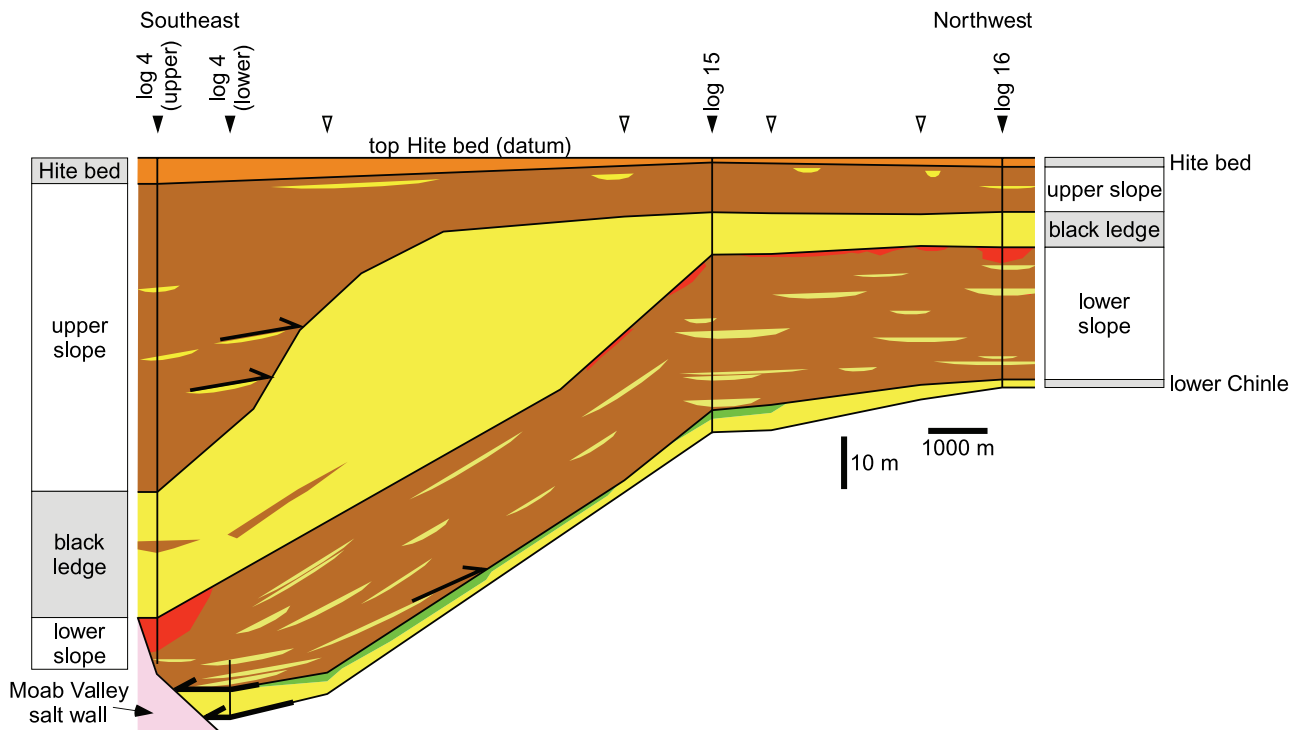 Southeast
Northwest
log 4
(upper)
log 4
(lower)
log 15
log 16
top Hite bed (datum)
Hite bed
upper
slope
black
ledge
lower
slope
Moab Valley
salt wall
Hite bed
upper slope
black ledge
lower
slope
lower Chinle
10 m
1000 m